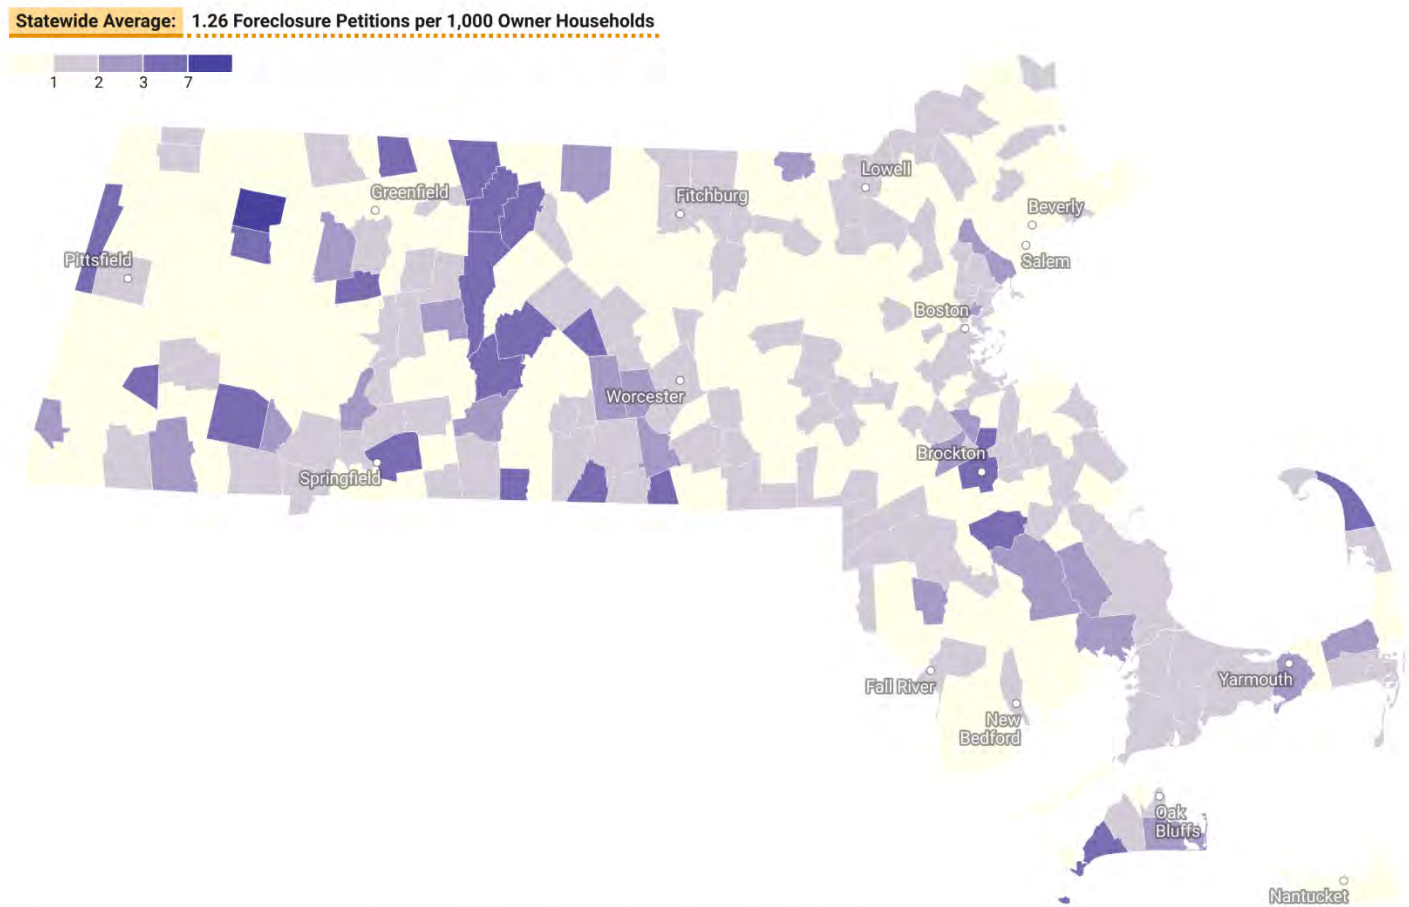 Statewide Average: 1.26 Foreclosure Petitions per 1,000 Owner Households
1 2 3 7
Lowell
Greenfield
Fitchburg
Beverly
Pittsfield
Salem
Boston
Worcester
Brockton
Springfield
Yarmouth
Fall River
New
Bedford
Oak
Bluffs
Nantucket